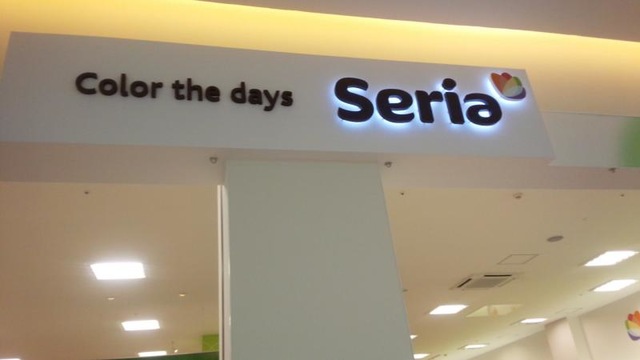 Color the days Seria